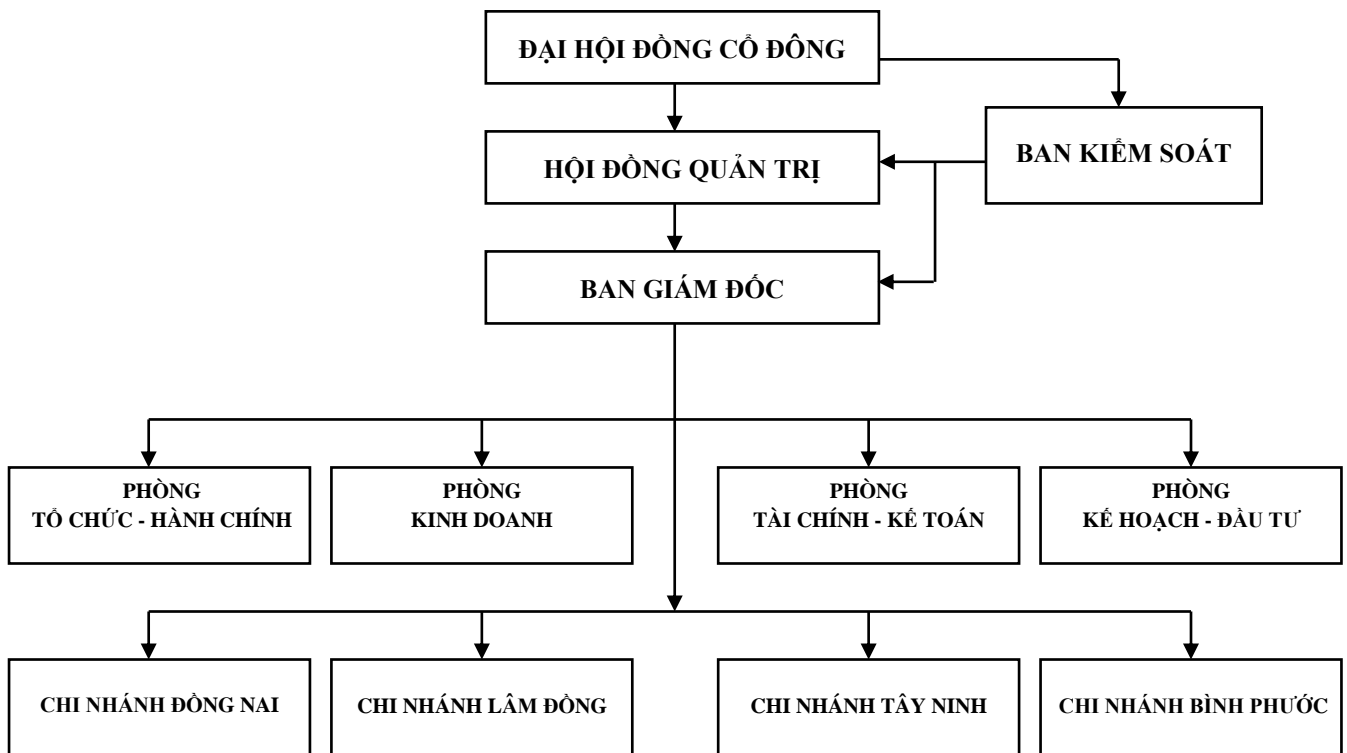 ĐẠI HỘI ĐỒNG CỔ ĐÔNG
BAN KIỂM SOÁT
HỘI ĐỒNG QUẢN TRỊ
BAN GIÁM ĐỐC
PHÒNG
TỔ CHỨC - HÀNH CHÍNH
PHÒNG
KINH DOANH
PHÒNG
TÀI CHÍNH - KẾ TOÁN
PHÒNG
KẾ HOẠCH - ĐẦU TƯ
CHI NHÁNH ĐỒNG NAI
CHI NHÁNH LÂM ĐỒNG
CHI NHÁNH TÂY NINH
CHI NHÁNH BÌNH PHƯỚC